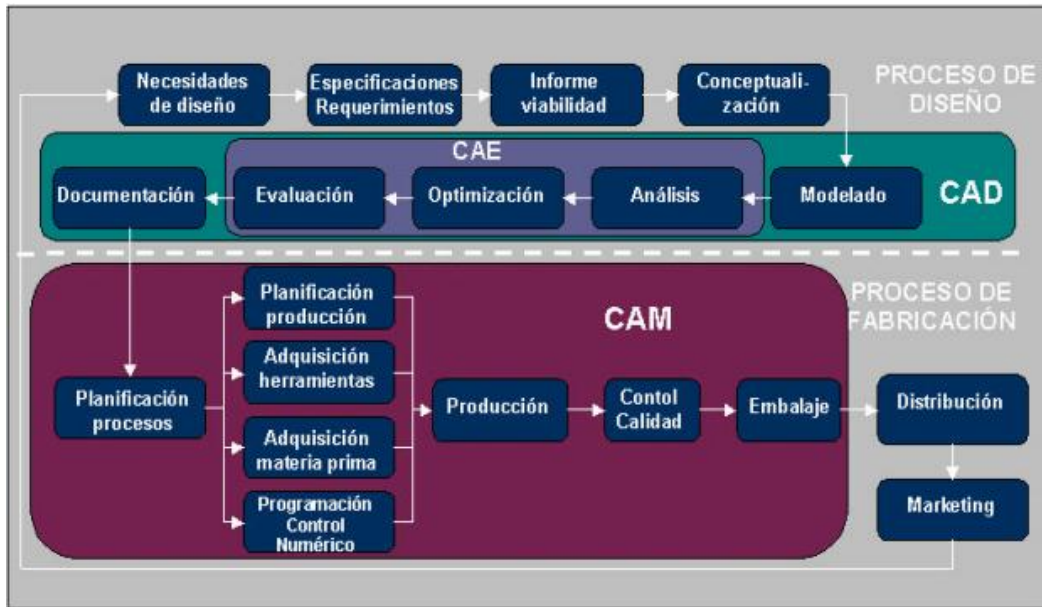 Necesidades
de diseño
Especificaciones
Requerimientos
Informe
viabilidad
Conceptuali-
zación
PROCESO DE
DISEÑO
CAE
Documentación
Evaluación
Optimización
Análisis
Modelado
CAD
Planificación
producción
CAM
PROCESO DE
FABRICACIÓN
Adquisición
herramientas
Planificación
procesos
Producción
Contol
Calidad
Embalaje
Distribución
Adquisición
materia prima
Programación
Control
Numérico
Marketing